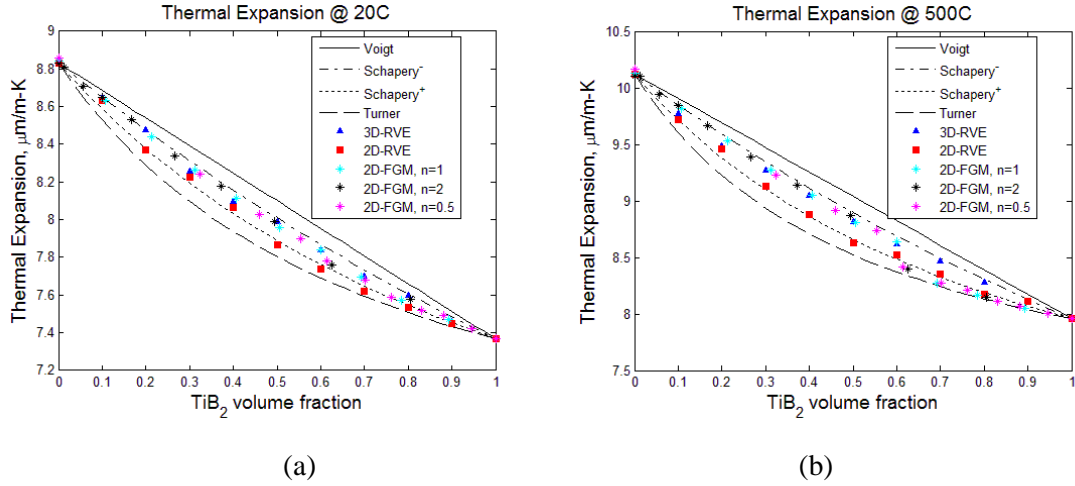 Thermal Expansion @ 20C
Thermal Expansion, μm/m-K
9
8.8
8.6
8.4
8.2
8
7.8
7.6
7.4
7.2
Voigt
Schapery⁻
Schapery⁺
Turner
3D-RVE
2D-RVE
2D-FGM, n=1
2D-FGM, n=2
2D-FGM, n=0.5
0 0.1 0.2 0.3 0.4 0.5 0.6 0.7 0.8 0.9 1
TiB₂ volume fraction
(a)
Thermal Expansion @ 500C
Thermal Expansion, μm/m-K
10.5
10
9.5
9
8.5
8
7.5
Voigt
Schapery⁻
Schapery⁺
Turner
3D-RVE
2D-RVE
2D-FGM, n=1
2D-FGM, n=2
2D-FGM, n=0.5
0 0.1 0.2 0.3 0.4 0.5 0.6 0.7 0.8 0.9 1
TiB₂ volume fraction
(b)